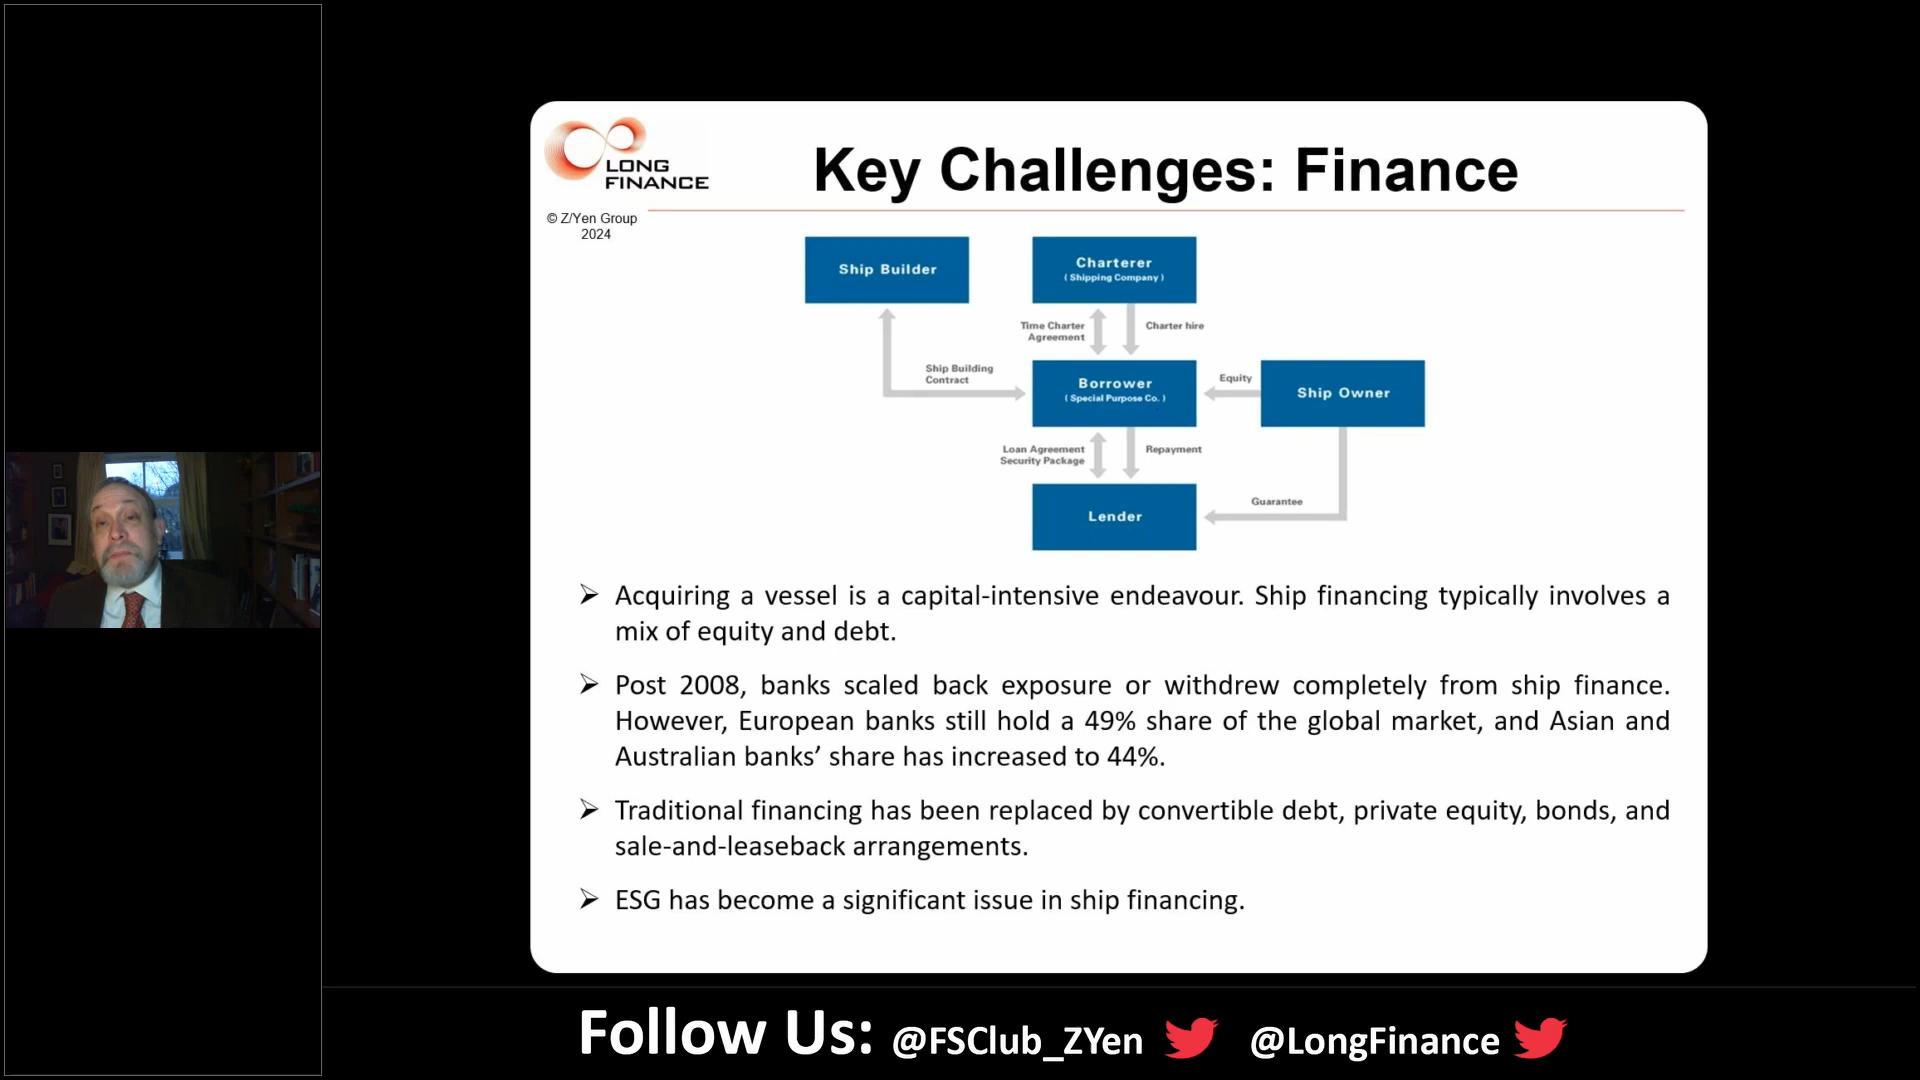 LONG
FINANCE
Key Challenges: Finance
© Z/Yen Group
2024
Ship Builder
Charterer
( Shipping Company )
Time Charter
Agreement
Charter hire
Ship Building
Contract
Borrower
( Special Purpose Co. )
Equity
Ship Owner
Loan Agreement
Security Package
Repayment
Lender
Guarantee
➢ Acquiring a vessel is a capital-intensive endeavour. Ship financing typically involves a
mix of equity and debt.
➢ Post 2008, banks scaled back exposure or withdrew completely from ship finance.
However, European banks still hold a 49% share of the global market, and Asian and
Australian banks’ share has increased to 44%.
➢ Traditional financing has been replaced by convertible debt, private equity, bonds, and
sale-and-leaseback arrangements.
➢ ESG has become a significant issue in ship financing.
Follow Us: @FSClub_ZYen @LongFinance